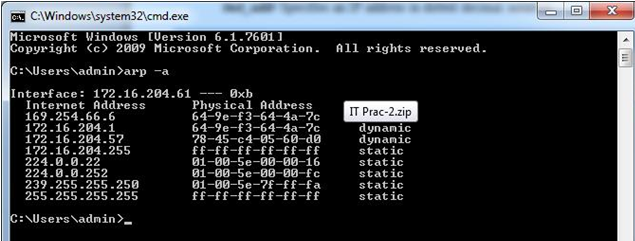 C:\Windows\system32\cmd.exe
Microsoft Windows [Version 6.1.7601]
Copyright (c) 2009 Microsoft Corporation.  All rights reserved.
C:\Users\admin>arp -a
Interface: 172.16.204.61 --- 0xb
Internet Address      Physical Address
169.254.66.6          64-9e-f3-64-4a-7c
IT Prac-2.zip
172.16.204.1          64-9e-f3-64-4a-7c     dynamic
172.16.204.57         78-45-c4-05-60-d0     dynamic
172.16.204.255        ff-ff-ff-ff-ff-ff     static
224.0.0.22            01-00-5e-00-00-16     static
224.0.0.252           01-00-5e-00-00-fc     static
239.255.255.250       01-00-5e-7f-ff-fa     static
255.255.255.255       ff-ff-ff-ff-ff-ff     static
C:\Users\admin>_